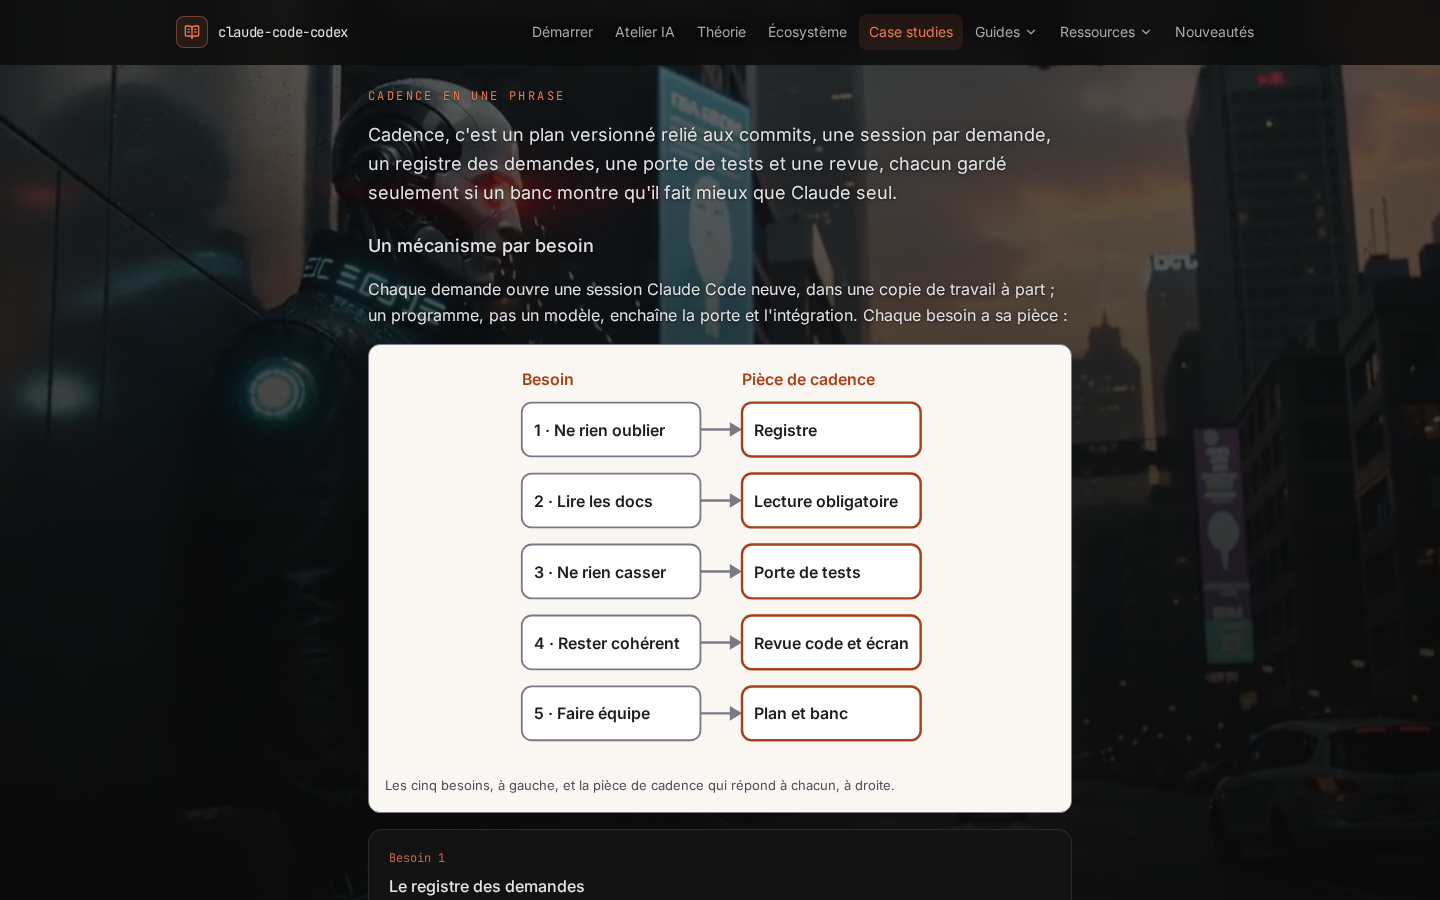 claude-code-codex
Démarrer
Atelier IA
Théorie
Écosystème
Case studies
Guides
Ressources
Nouveautés
CADENCE EN UNE PHRASE
Cadence, c'est un plan versionné relié aux commits, une session par demande,
un registre des demandes, une porte de tests et une revue, chacun gardé
seulement si un banc montre qu'il fait mieux que Claude seul.
Un mécanisme par besoin
Chaque demande ouvre une session Claude Code neuve, dans une copie de travail à part ;
un programme, pas un modèle, enchaîne la porte et l'intégration. Chaque besoin a sa pièce :
Besoin
Pièce de cadence
1 · Ne rien oublier
Registre
2 · Lire les docs
Lecture obligatoire
3 · Ne rien casser
Porte de tests
4 · Rester cohérent
Revue code et écran
5 · Faire équipe
Plan et banc
Les cinq besoins, à gauche, et la pièce de cadence qui répond à chacun, à droite.
Besoin 1
Le registre des demandes